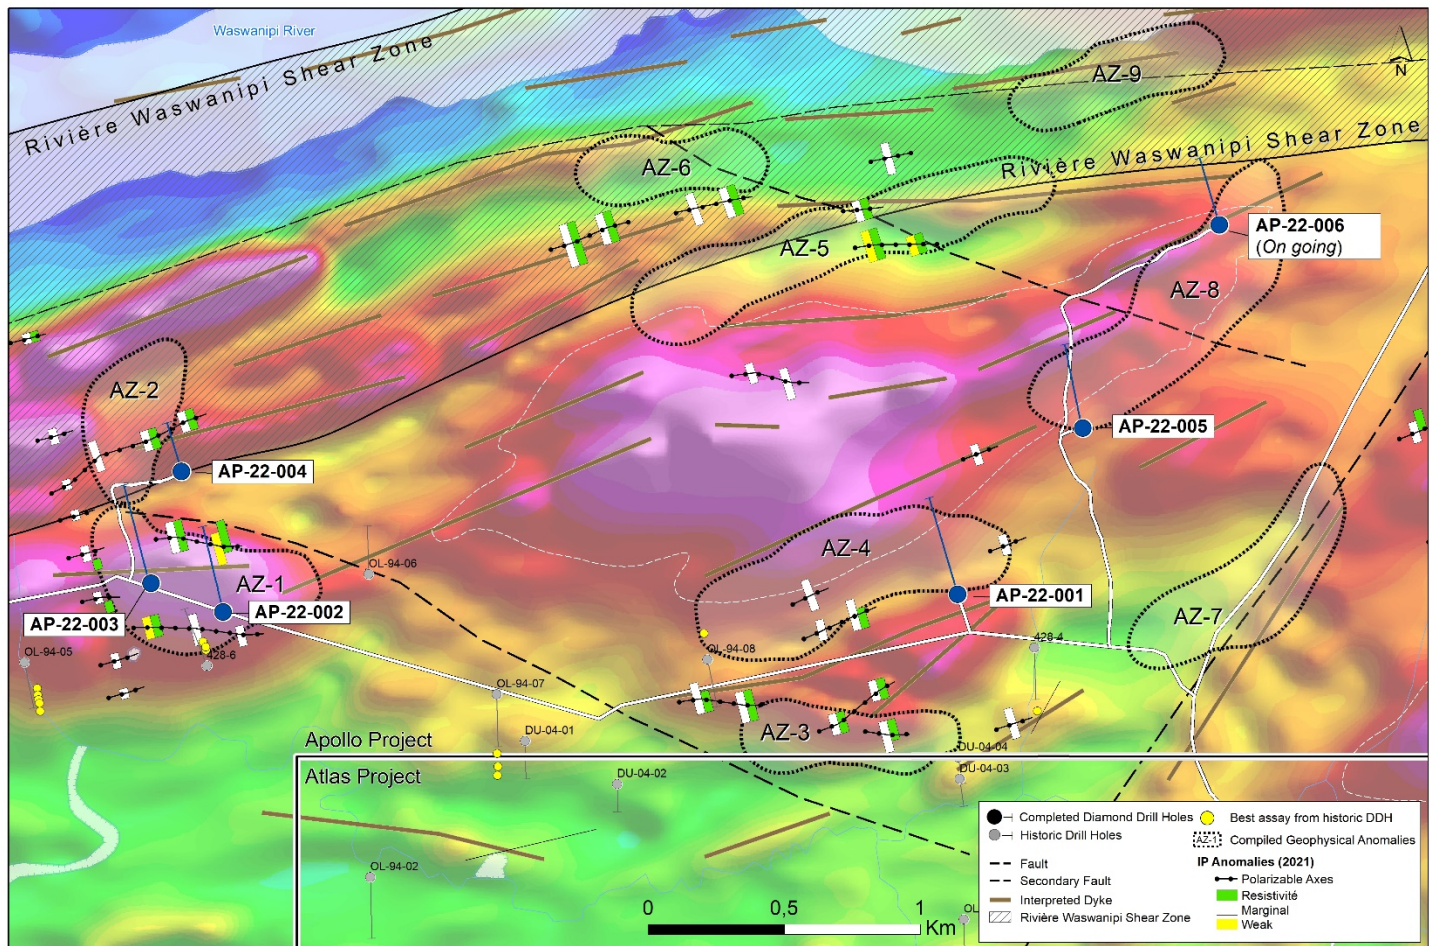 Waswanipi River
Rivière Waswanipi Shear Zone
N
AZ-9
AZ-6
Rivière Waswanipi Shear Zone
AZ-5
AP-22-006
(On going)
AZ-8
AZ-2
AP-22-005
AP-22-004
AZ-4
OL-94-06
AZ-1
AP-22-001
AP-22-002
AP-22-003
AZ-7
428-4
OL-94-05
428-6
OL-94-08
OL-94-07
AZ-3
DU-04-01
Apollo Project
DU-04-04
Atlas Project
DU-04-03
DU-04-02
OL-94-02
OL
0 0,5 1
Km
Completed Diamond Drill Holes
Historic Drill Holes
Fault
Secondary Fault
Interpreted Dyke
Rivière Waswanipi Shear Zone
Best assay from historic DDH
AZ-1 Compiled Geophysical Anomalies
IP Anomalies (2021)
Polarizable Axes
Resistivité
Marginal
Weak